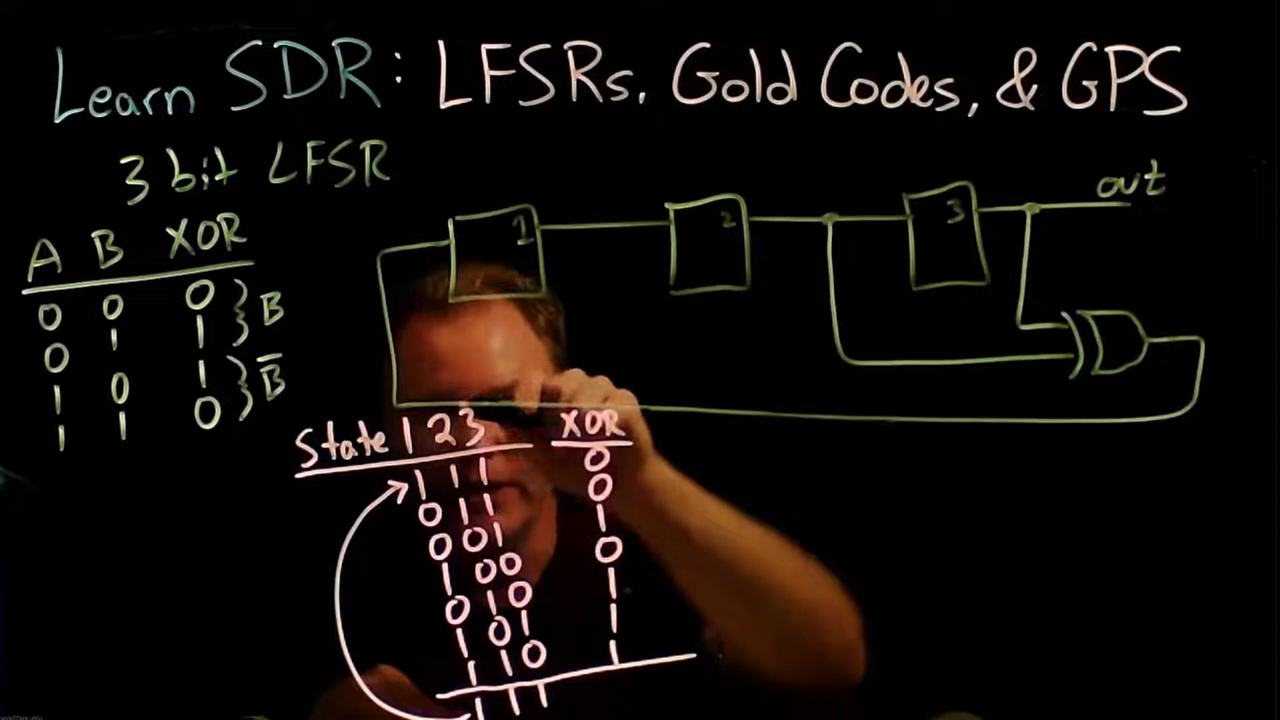 Learn SDR: LFSRs, Gold Codes, & GPS
3 bit LFSR
out
A B XOR
0 0 0
0 1 1
} B
1 0 1
1 1 0
} B̅
1
2
3
State 1 2 3 XOR
1 1 1 0
0 1 1 0
0 0 1 1
1 0 0 0
0 1 0 1
1 0 1 1
1 1 0 1
1 1 1